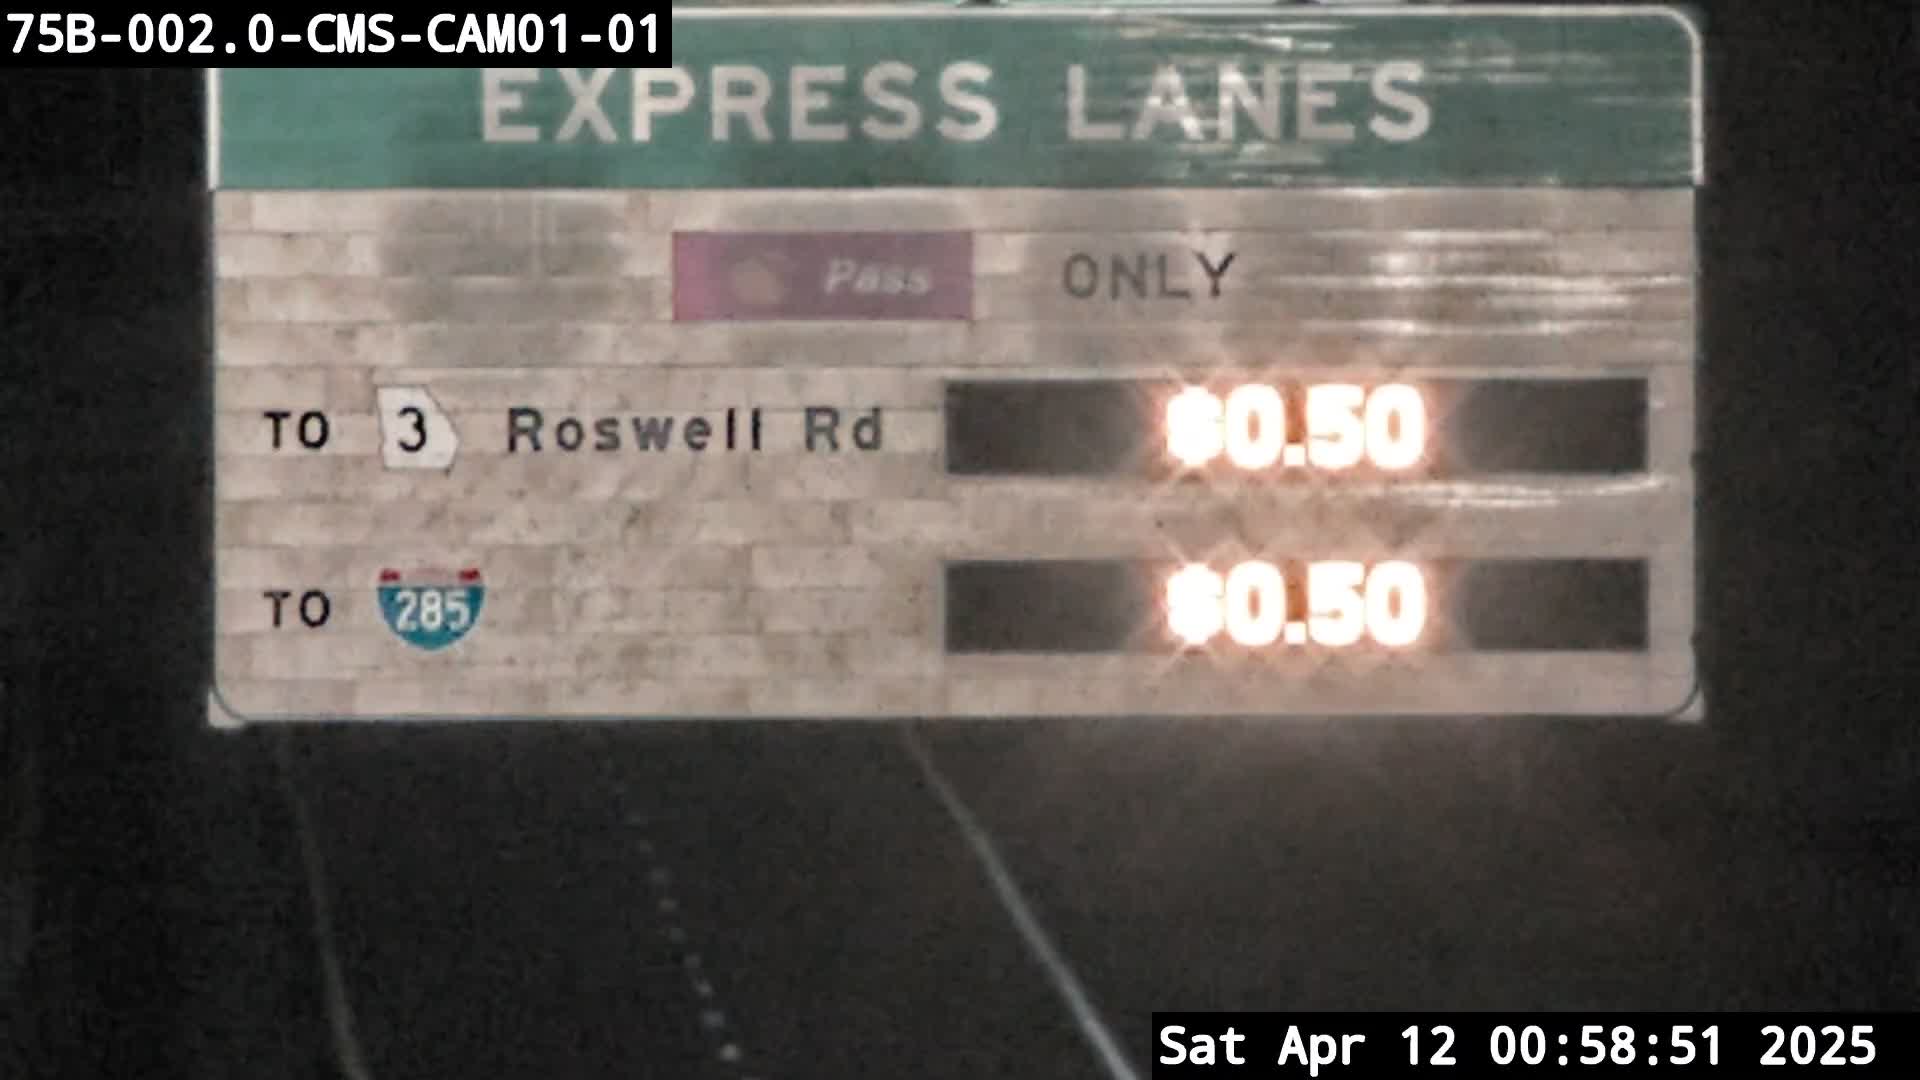 75B-002.0-CMS-CAM01-01
EXPRESS LANES
Pass ONLY
TO 3 Roswell Rd $0.50
TO 285 $0.50
Sat Apr 12 00:58:51 2025